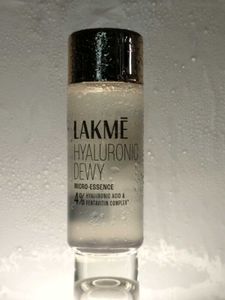 LAKMĒ
HYALURONIC
DEWY
MICRO-ESSENCE
4% HYALURONIC ACID &
PENTAVITIN COMPLEX*